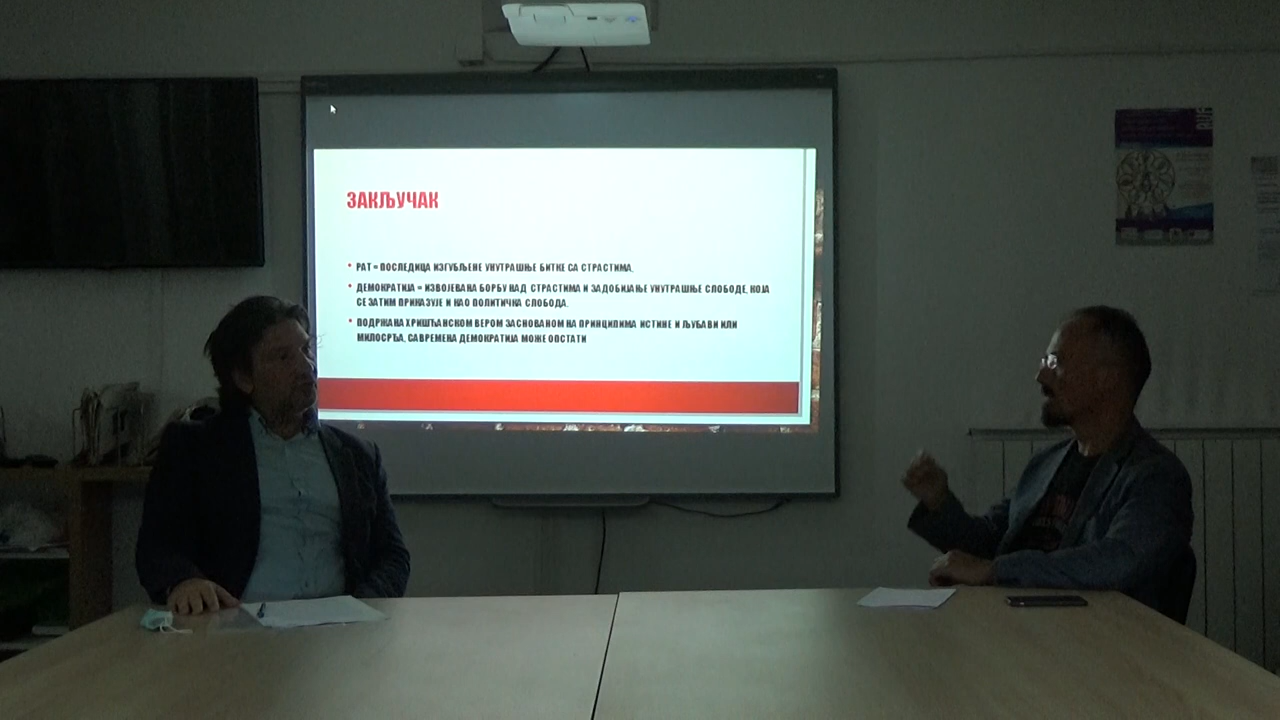 ЗАКЉУЧАК
• РАТ = ПОСЛЕДИЦА ИЗГУБЉЕНЕ УНУТРАШЊЕ БИТКЕ СА СТРАСТИМА.
• ДЕМОКРАТИЈА = ИЗВОЈЕВАНА БОРБУ НАД СТРАСТИМА И ЗАДОБИЈАЊЕ УНУТРАШЊЕ СЛОБОДЕ, КОЈА
СЕ ЗАТИМ ПРИКАЗУЈЕ И КАО ПОЛИТИЧКА СЛОБОДА.
• ПОДРЖАНА ХРИШЋАНСКОМ ВЕРОМ ЗАСНОВАНОМ НА ПРИНЦИПИМА ИСТИНЕ И ЉУБАВИ ИЛИ
МИЛОСРЂА, САВРЕМЕНА ДЕМОКРАТИЈА МОЖЕ ОПСТАТИ